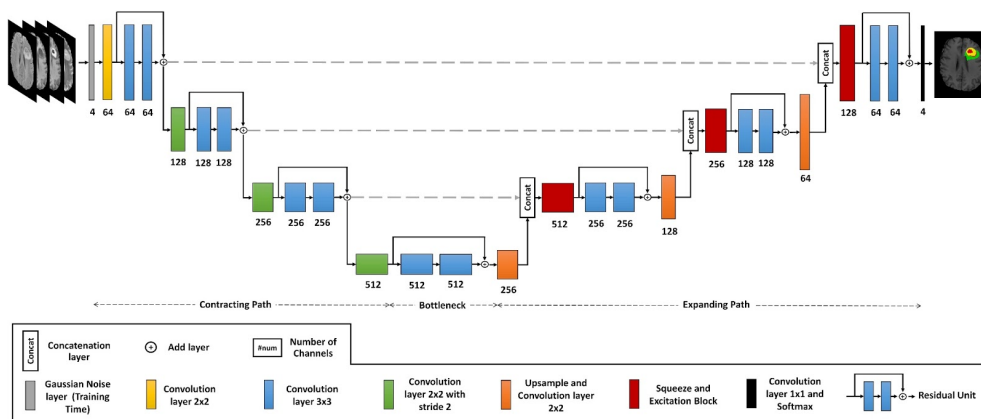 Concat
4 64 64 64 128 64 64 4
Concat
128 128 128 256 128 128 64
Concat
256 256 256 512 256 256 128
512 512 512 256
Contracting Path Bottleneck Expanding Path
Concat
Concatenation layer
Add layer
#num
Number of Channels
Gaussian Noise layer (Training Time)
Convolution layer 2x2
Convolution layer 3x3
Convolution layer 2x2 with stride 2
Upsample and Convolution layer 2x2
Squeeze and Excitation Block
Convolution layer 1x1 and Softmax
Residual Unit